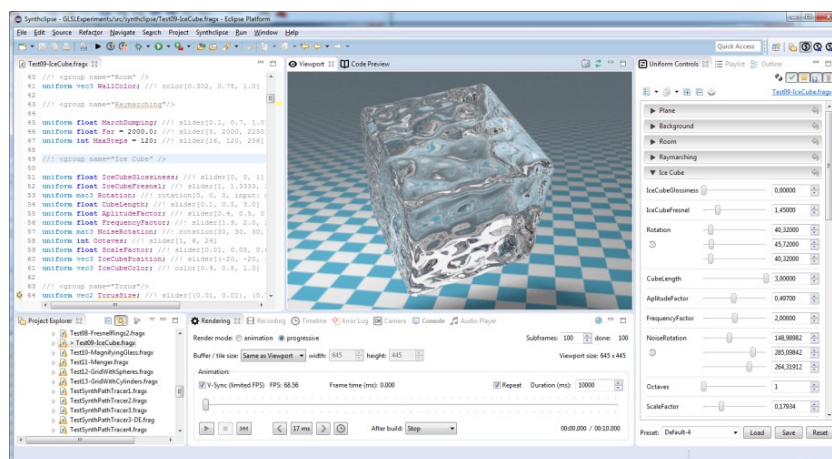 Synthclipse - GLSLExperiments/src/synthclipse/Test09-IceCube.fragx - Eclipse Platform
File Edit Source Refactor Navigate Search Project Synthclipse Run Window Help
Quick Access
Test09-IceCube.fragx
40 //! <group name="Room" />
41 uniform vec3 WallColor; //! color[0.302, 0.78, 1.0]
42
43 //! <group name="Raymarching"/>
44
45 uniform float MarchDumping; //! slider[0.1, 0.7, 1.0
46 uniform float Far = 2000.0; //! slider[5, 2000, 2250
47 uniform int MaxSteps = 120; //! slider[16, 120, 256]
48
49 //! <group name="Ice Cube" />
50
51 uniform float IceCubeGlossiness; //! slider[0, 0, 1]
52 uniform float IceCubeFresnel; //! slider[1, 1.3333,
53 uniform mat3 Rotation; //! rotation[0, 0, 0, input:
54 uniform float CubeLength; //! slider[0.1, 0.5, 3.0]
55 uniform float AplitudeFactor; //! slider[0.4, 0.5,
56 uniform float FrequencyFactor; //! slider[1.9, 2.0,
57 uniform mat3 NoiseRotation; //! rotation[30, 30, 30,
58 uniform int Octaves; //! slider[1, 6, 24]
59 uniform float ScaleFactor; //! slider[0.01, 0.08, 0.
60 uniform vec3 IceCubePosition; //! slider[(-20, -20,
61 uniform vec3 IceCubeColor; //! color[0.9, 0.8, 1.0]
62
63 //! <group name="Torus"/>
64 uniform vec2 TorusSize; //! slider[(0.01, 0.01), (0.
Viewport
Code Preview
Uniform Controls
Playlist
Outline
Test09-IceCube.fragx
Plane
Background
Room
Raymarching
Ice Cube
IceCubeGlossiness 0,00000
IceCubeFresnel 1,45000
Rotation 40,32000
45,72000
40,32000
CubeLength 3,00000
AplitudeFactor 0,49700
FrequencyFactor 2,00000
NoiseRotation 148,98982
285,09842
264,31912
Octaves 1
ScaleFactor 0,17934
Preset: Default-4 Load Save Reset
Project Explorer
Test08-FresnelRings2.fragx
> Test09-IceCube.fragx
Test10-MagnifyingGlass.fragx
Test11-Menger.fragx
Test12-GridWithSpheres.fragx
Test13-GridWithCylinders.fragx
TestSynthPathTracer1.fragx
TestSynthPathTracer2.fragx
TestSynthPathTracer3.fragx
TestSynthPathTracer3-DE.frag
TestSynthPathTracer4.fragx
Rendering Recording Timeline Error Log Camera Console Audio Player
Render mode: animation progressive Subframes: 100 done: 100
Buffer / tile size: Same as Viewport width: 645 height: 445 Viewport size: 645 x 445
Animation:
V-Sync (limited FPS) FPS: 68.56 Frame time (ms): 0.000 Repeat Duration (ms): 10000
17 ms After build: Stop 00:00.000 / 00:10.000